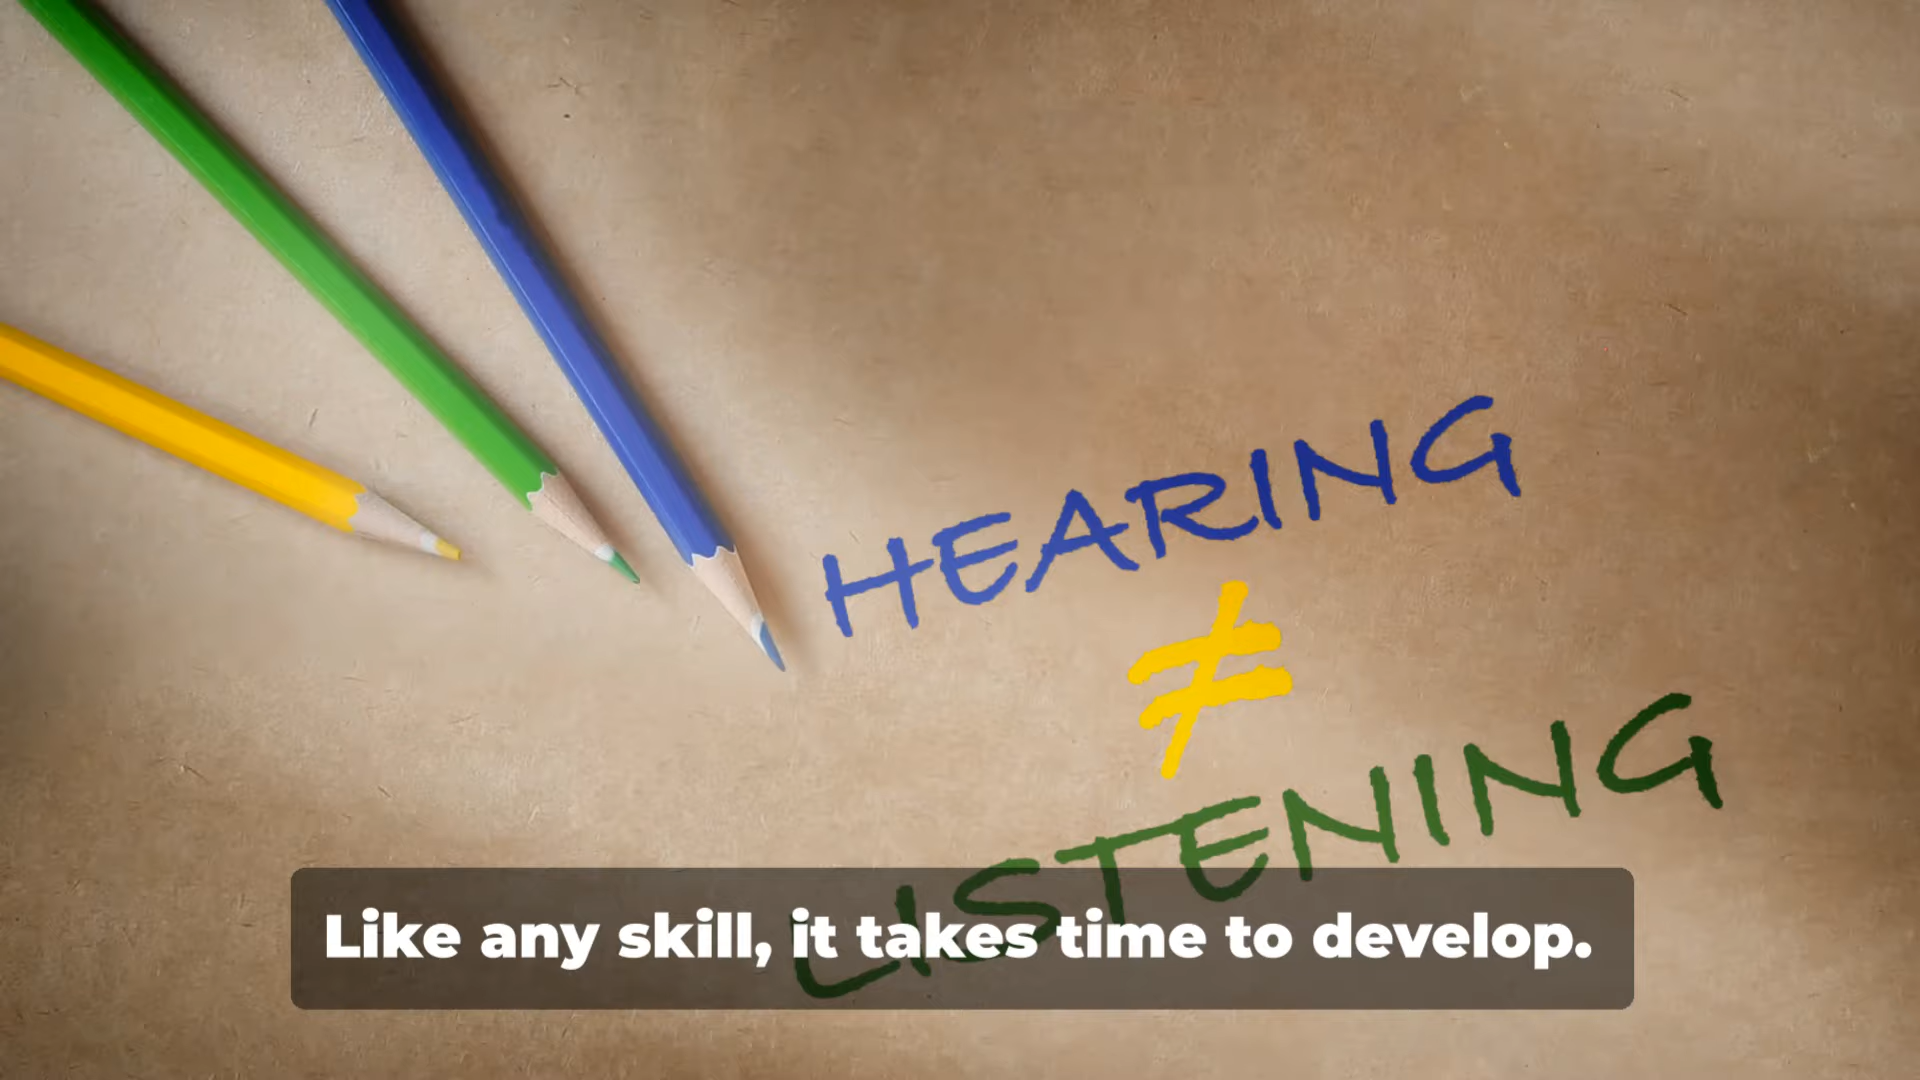 HEARING
≠
LISTENING
Like any skill, it takes time to develop.